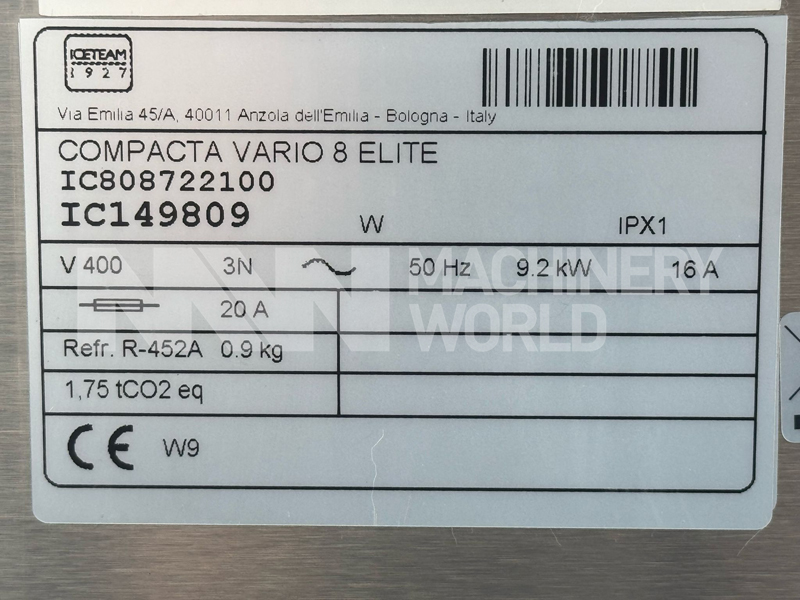 ICETEAM
1927
Via Emilia 45/A, 40011 Anzola dell'Emilia - Bologna - Italy
COMPACTA VARIO 8 ELITE
IC808722100
IC149809 W IPX1
V 400 3N 50 Hz 9.2 kW 16 A
20 A
Refr. R-452A 0.9 kg
1,75 tCO2 eq
CE W9
MACHINERY
WORLD